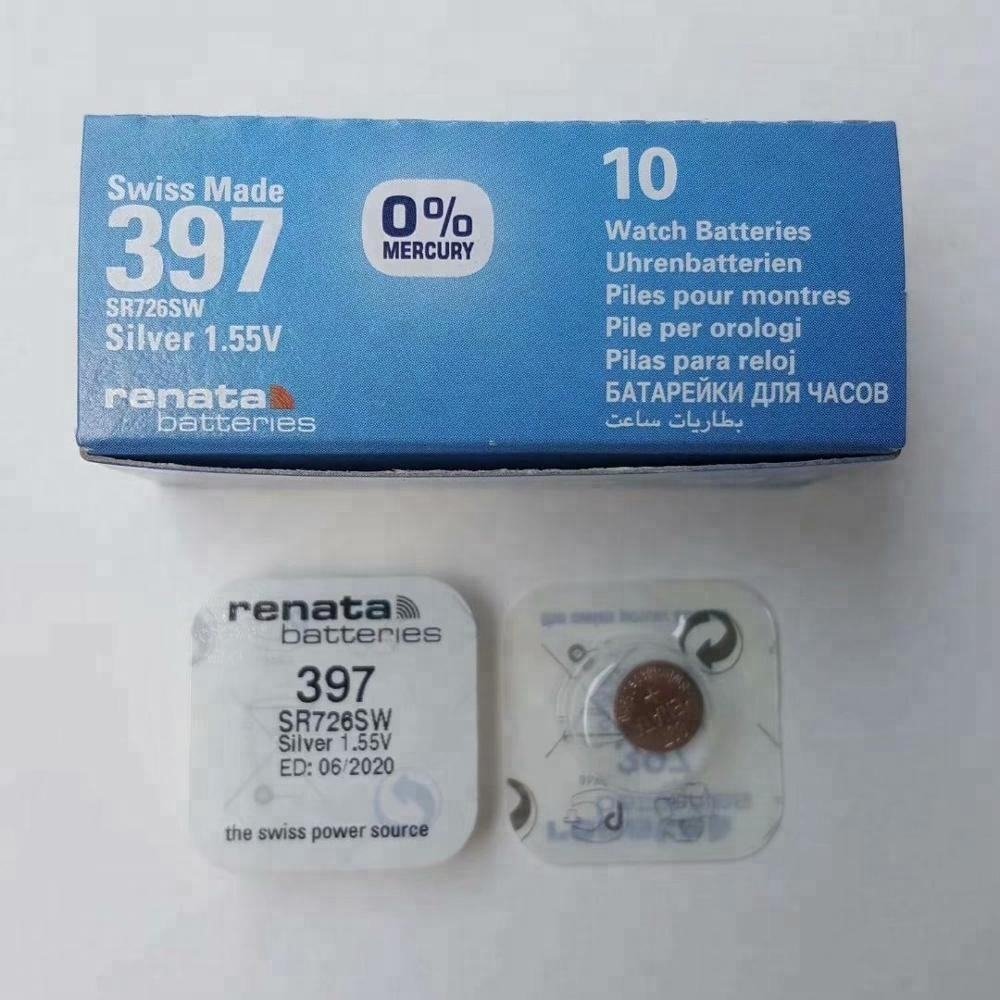 Swiss Made
397
SR726SW
Silver 1.55V
renata
batteries
0%
MERCURY
10
Watch Batteries
Uhrenbatterien
Piles pour montres
Pile per orologi
Pilas para reloj
БАТАРЕЙКИ ДЛЯ ЧАСОВ
بطاريات ساعت
renata
batteries
397
SR726SW
Silver 1.55V
ED: 06/2020
the swiss power source